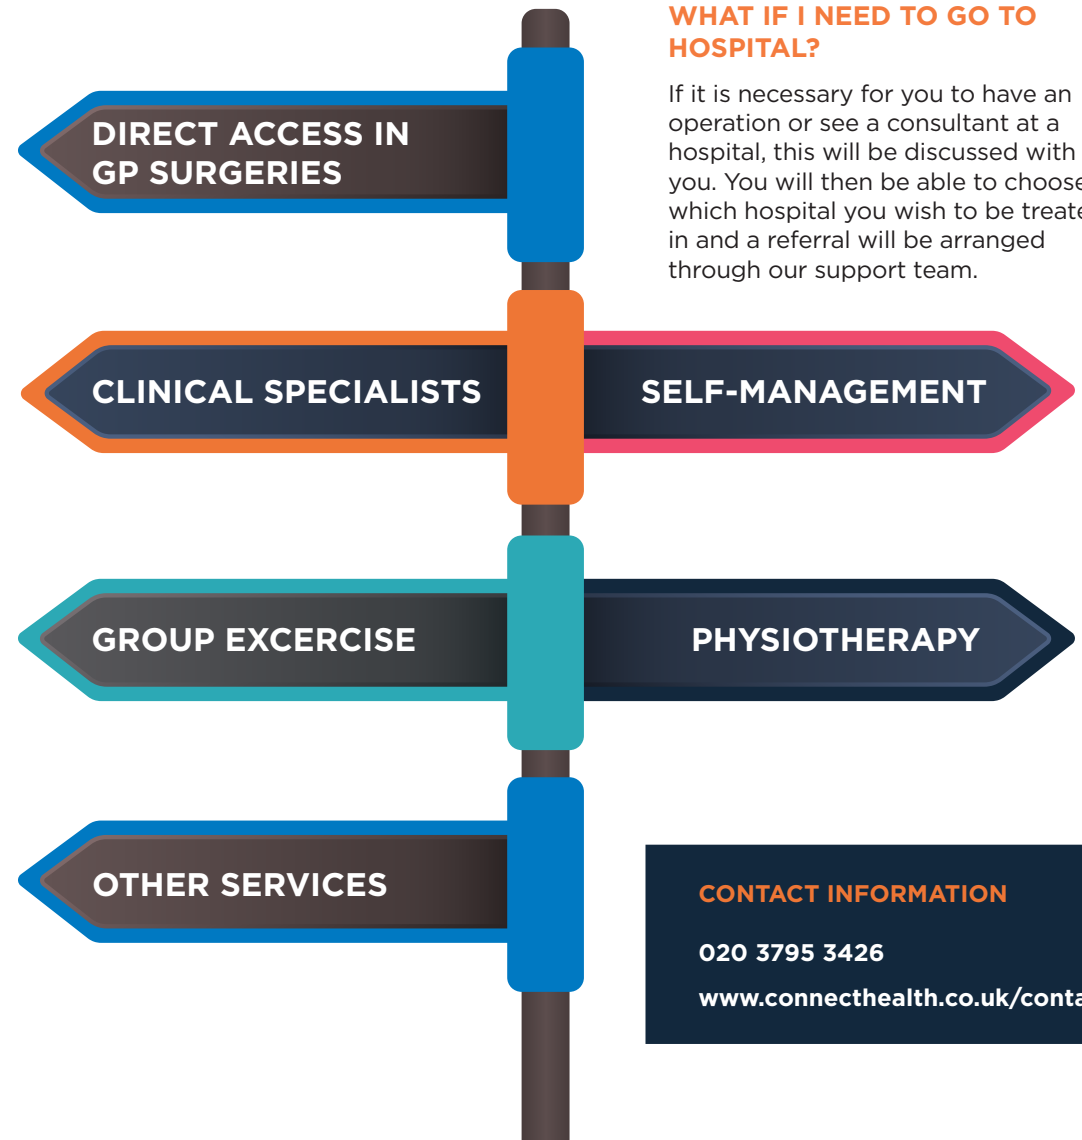 WHAT IF I NEED TO GO TO
HOSPITAL?
If it is necessary for you to have an
operation or see a consultant at a
hospital, this will be discussed with
you. You will then be able to choose
which hospital you wish to be treate
in and a referral will be arranged
through our support team.
DIRECT ACCESS IN
GP SURGERIES
CLINICAL SPECIALISTS
SELF-MANAGEMENT
GROUP EXCERCISE
PHYSIOTHERAPY
OTHER SERVICES
CONTACT INFORMATION
020 3795 3426
www.connecthealth.co.uk/conta